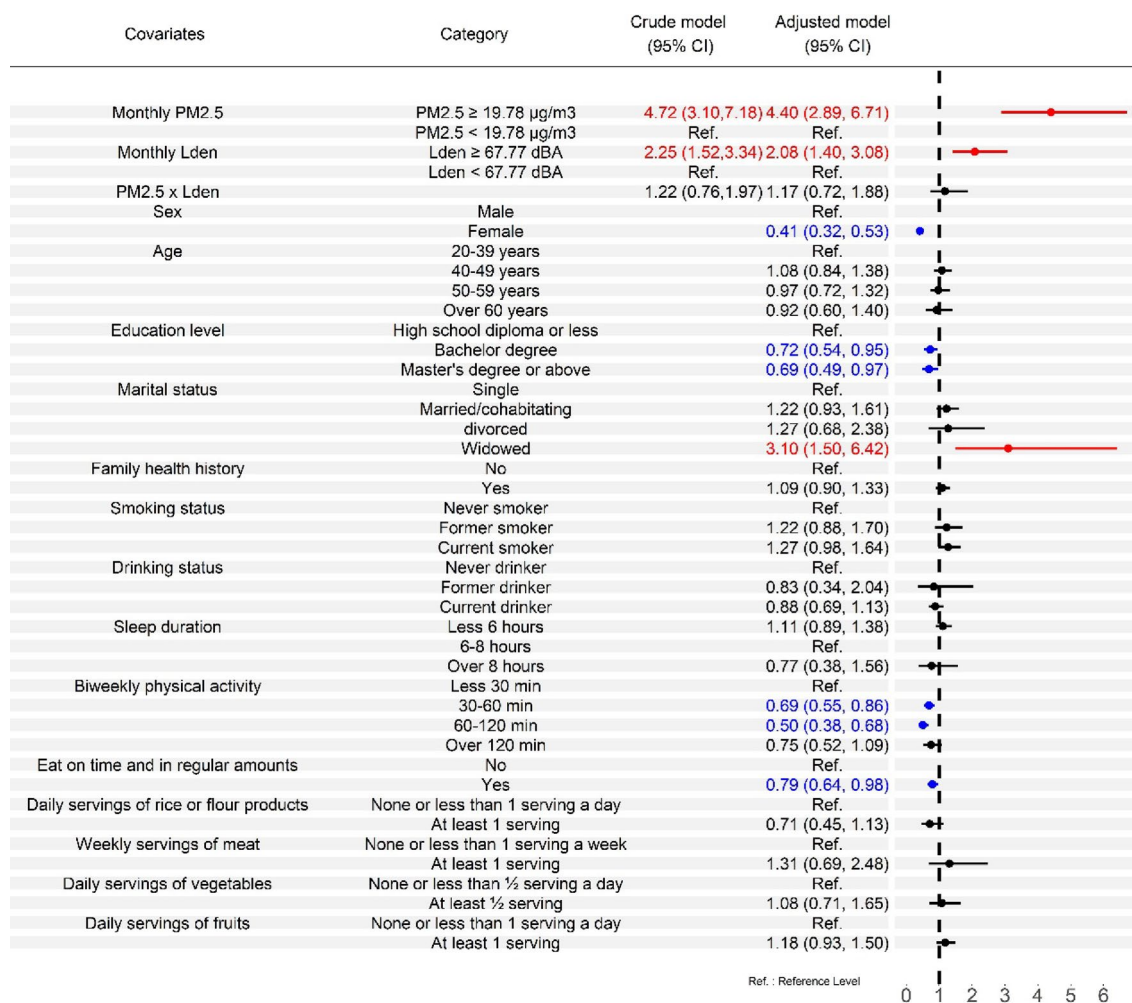 Covariates Category Crude model (95% CI) Adjusted model (95% CI)
Monthly PM2.5 PM2.5 ≥ 19.78 μg/m3 4.72 (3.10,7.18) 4.40 (2.89, 6.71)
PM2.5 < 19.78 μg/m3 Ref. Ref.
Monthly Lden Lden ≥ 67.77 dBA 2.25 (1.52,3.34) 2.08 (1.40, 3.08)
Lden < 67.77 dBA Ref. Ref.
PM2.5 x Lden 1.22 (0.76,1.97) 1.17 (0.72, 1.88)
Sex Male Ref.
Female 0.41 (0.32, 0.53)
Age 20-39 years Ref.
40-49 years 1.08 (0.84, 1.38)
50-59 years 0.97 (0.72, 1.32)
Over 60 years 0.92 (0.60, 1.40)
Education level High school diploma or less Ref.
Bachelor degree 0.72 (0.54, 0.95)
Master's degree or above 0.69 (0.49, 0.97)
Marital status Single Ref.
Married/cohabitating 1.22 (0.93, 1.61)
divorced 1.27 (0.68, 2.38)
Widowed 3.10 (1.50, 6.42)
Family health history No Ref.
Yes 1.09 (0.90, 1.33)
Smoking status Never smoker Ref.
Former smoker 1.22 (0.88, 1.70)
Current smoker 1.27 (0.98, 1.64)
Drinking status Never drinker Ref.
Former drinker 0.83 (0.34, 2.04)
Current drinker 0.88 (0.69, 1.13)
Sleep duration Less 6 hours 1.11 (0.89, 1.38)
6-8 hours Ref.
Over 8 hours 0.77 (0.38, 1.56)
Biweekly physical activity Less 30 min Ref.
30-60 min 0.69 (0.55, 0.86)
60-120 min 0.50 (0.38, 0.68)
Over 120 min 0.75 (0.52, 1.09)
Eat on time and in regular amounts No Ref.
Yes 0.79 (0.64, 0.98)
Daily servings of rice or flour products None or less than 1 serving a day Ref.
At least 1 serving 0.71 (0.45, 1.13)
Weekly servings of meat None or less than 1 serving a week Ref.
At least 1 serving 1.31 (0.69, 2.48)
Daily servings of vegetables None or less than ½ serving a day Ref.
At least ½ serving 1.08 (0.71, 1.65)
Daily servings of fruits None or less than 1 serving a day Ref.
At least 1 serving 1.18 (0.93, 1.50)
Ref. : Reference Level
0 1 2 3 4 5 6